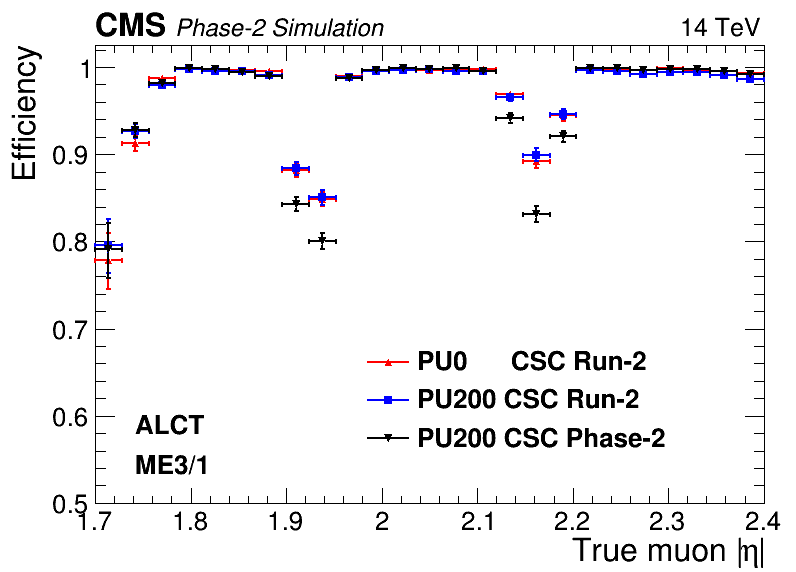 CMS Phase-2 Simulation 14 TeV
Efficiency
1
0.9
0.8
0.7
0.6
0.5
PU0 CSC Run-2
PU200 CSC Run-2
PU200 CSC Phase-2
ALCT
ME3/1
1.7 1.8 1.9 2 2.1 2.2 2.3 2.4
True muon |η|